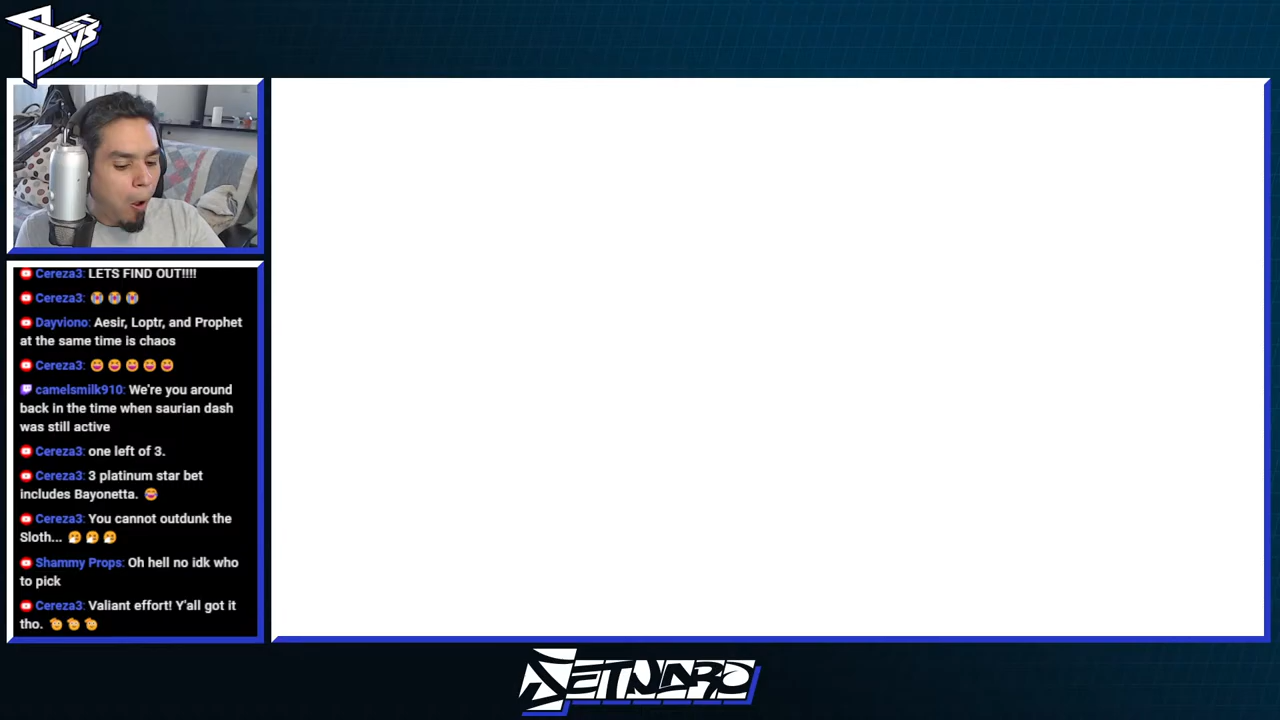 SET
PLAYS
Cereza3: LETS FIND OUT!!!!
Cereza3: 😭 😭 😭
Dayviono: Aesir, Loptr, and Prophet
at the same time is chaos
Cereza3: 😆 😆 😆 😆 😆
camelsmilk910: We're you around
back in the time when saurian dash
was still active
Cereza3: one left of 3.
Cereza3: 3 platinum star bet
includes Bayonetta. 😅
Cereza3: You cannot outdunk the
Sloth...
Shammy Props: Oh hell no idk who
to pick
Cereza3: Valiant effort! Y'all got it
tho.
SETNARO